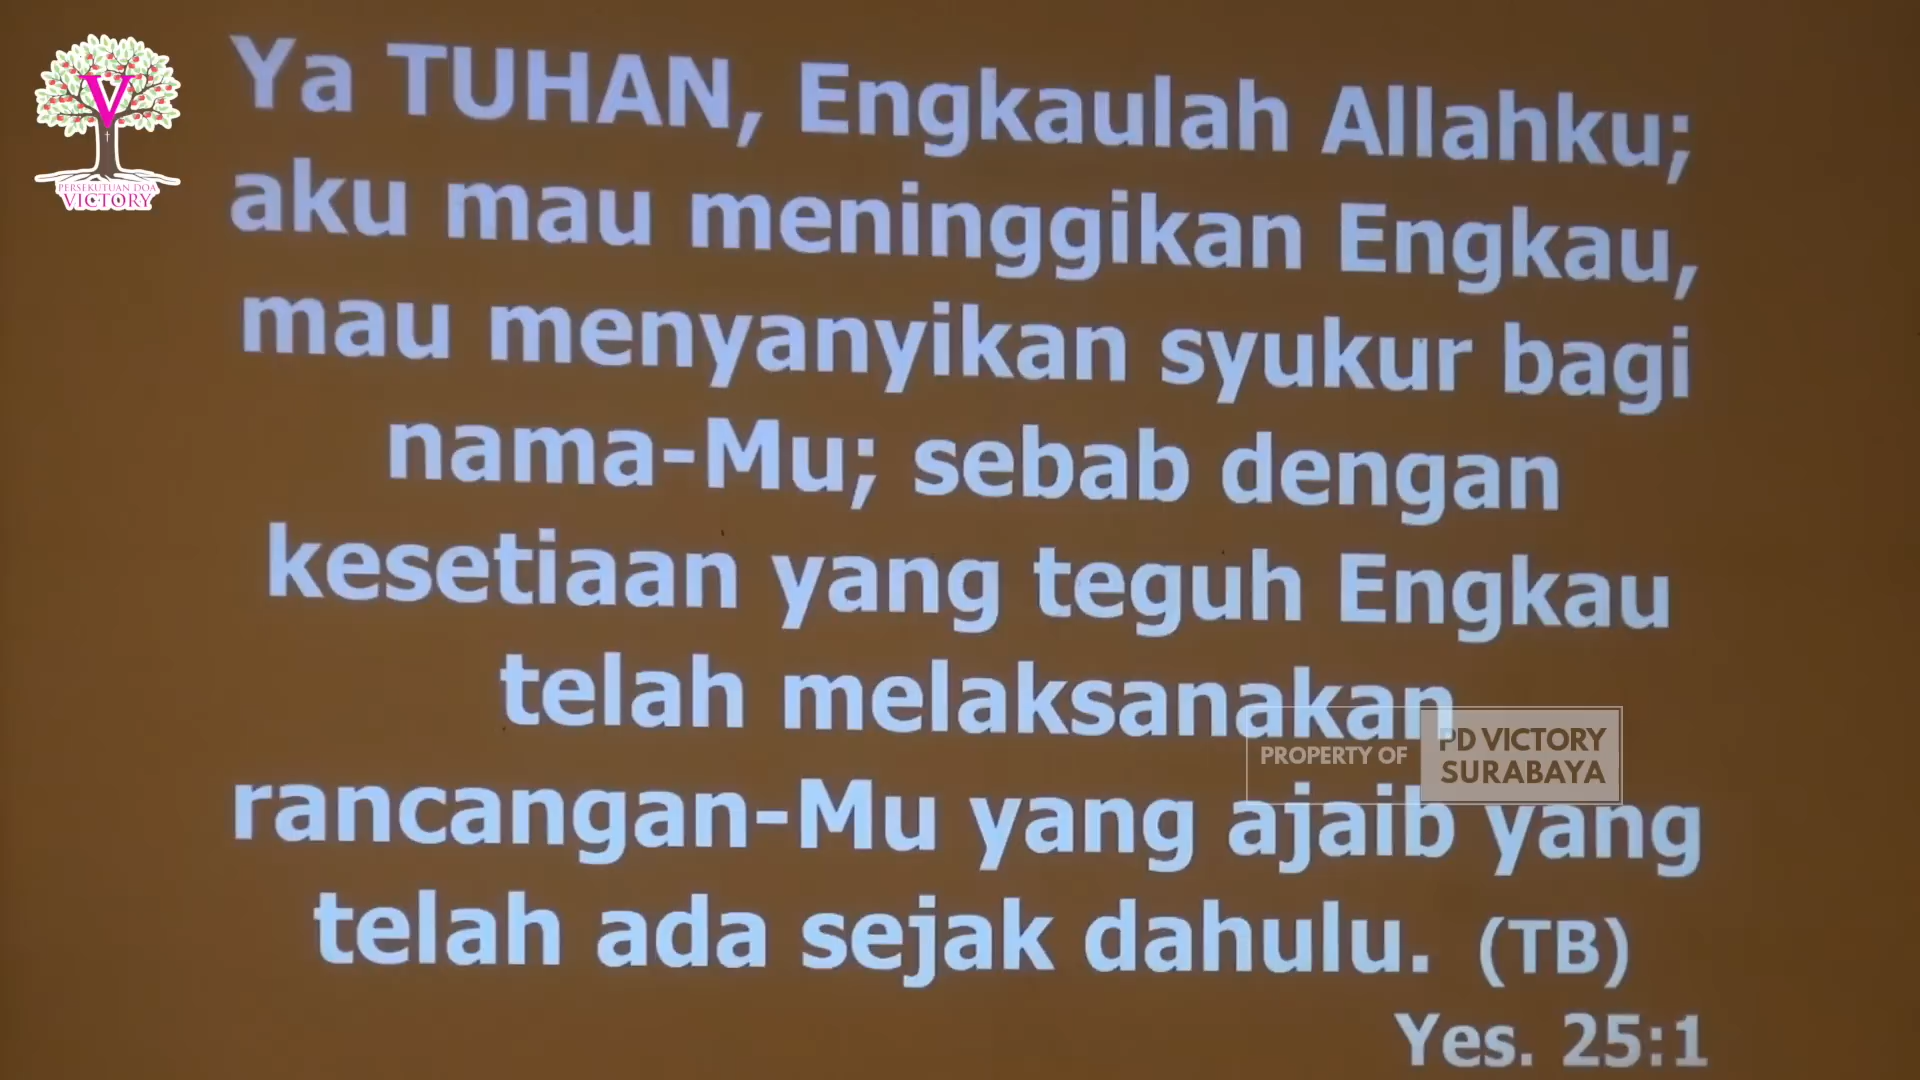 Ya TUHAN, Engkaulah Allahku;
aku mau meninggikan Engkau,
mau menyanyikan syukur bagi
nama-Mu; sebab dengan
kesetiaan yang teguh Engkau
telah melaksanakan
rancangan-Mu yang ajaib yang
telah ada sejak dahulu. (TB)
Yes. 25:1
V
PERSEKUTUAN DOA
VICTORY
PROPERTY OF
PD VICTORY
SURABAYA